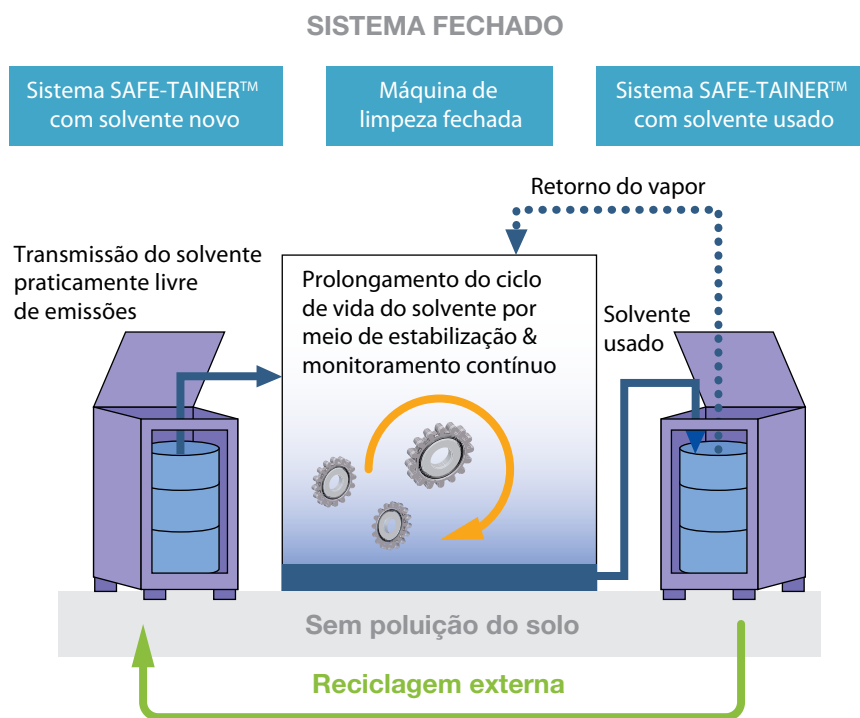 SISTEMA FECHADO
Sistema SAFE-TAINER™
com solvente novo
Máquina de
limpeza fechada
Sistema SAFE-TAINER™
com solvente usado
Retorno do vapor
Transmissão do solvente
praticamente livre
de emissões
Prolongamento do ciclo
de vida do solvente por
meio de estabilização &
monitoramento contínuo
Solvente
usado
Sem poluição do solo
Reciclagem externa